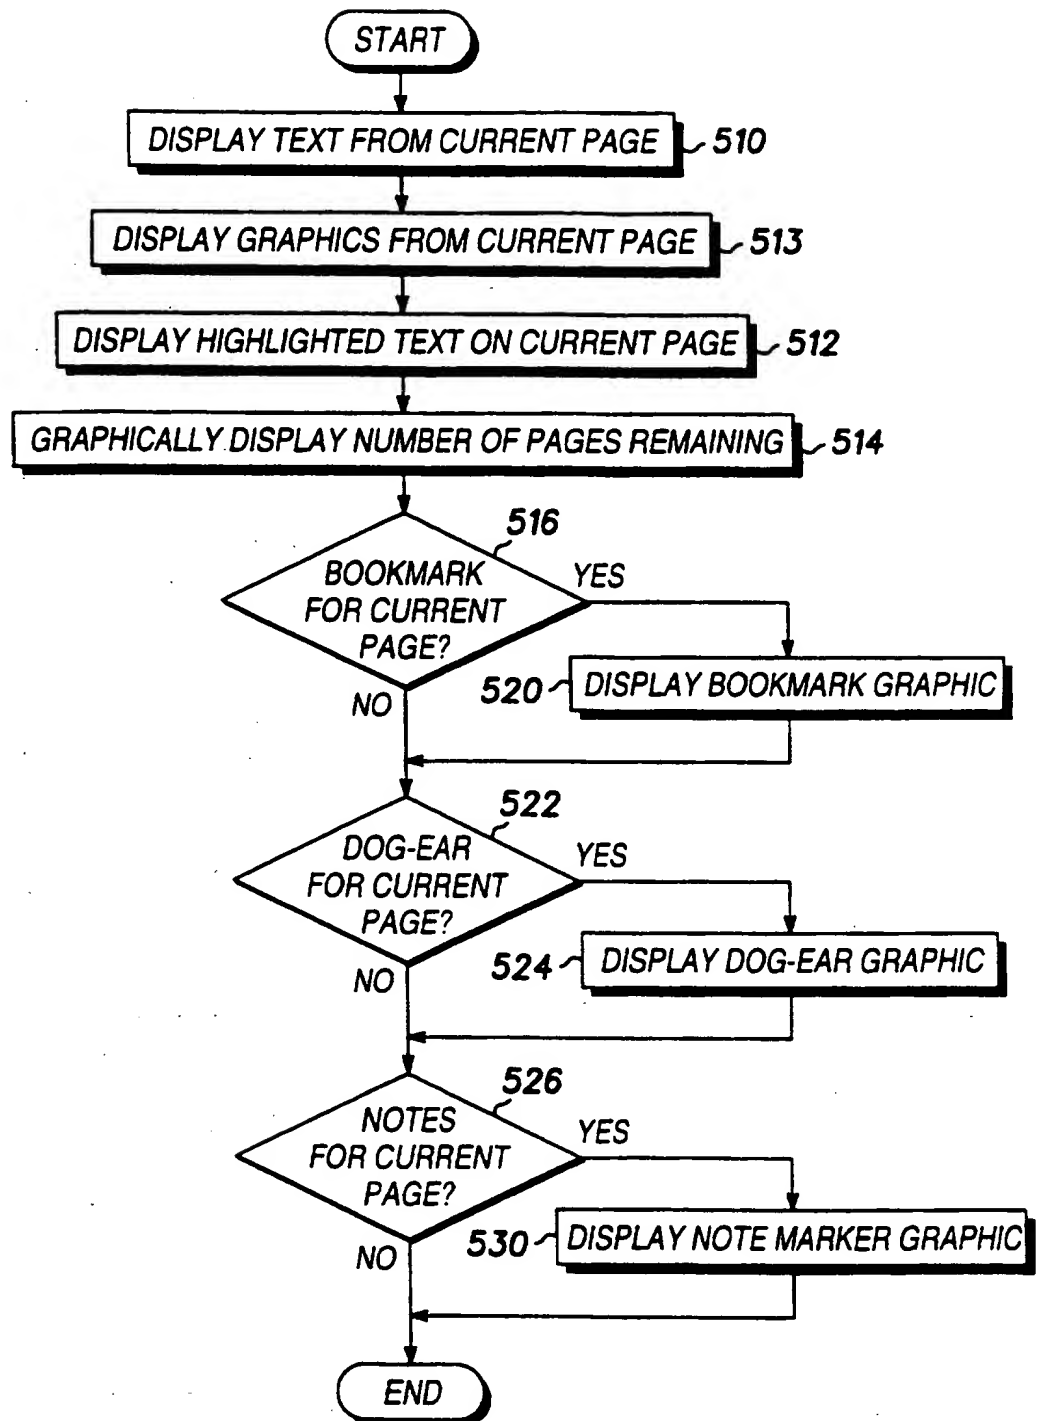 START
DISPLAY TEXT FROM CURRENT PAGE 510
DISPLAY GRAPHICS FROM CURRENT PAGE 513
DISPLAY HIGHLIGHTED TEXT ON CURRENT PAGE 512
GRAPHICALLY DISPLAY NUMBER OF PAGES REMAINING 514
516
BOOKMARK
FOR CURRENT
PAGE?
YES
520 DISPLAY BOOKMARK GRAPHIC
NO
522
DOG-EAR
FOR CURRENT
PAGE?
YES
524 DISPLAY DOG-EAR GRAPHIC
NO
526
NOTES
FOR CURRENT
PAGE?
YES
530 DISPLAY NOTE MARKER GRAPHIC
NO
END